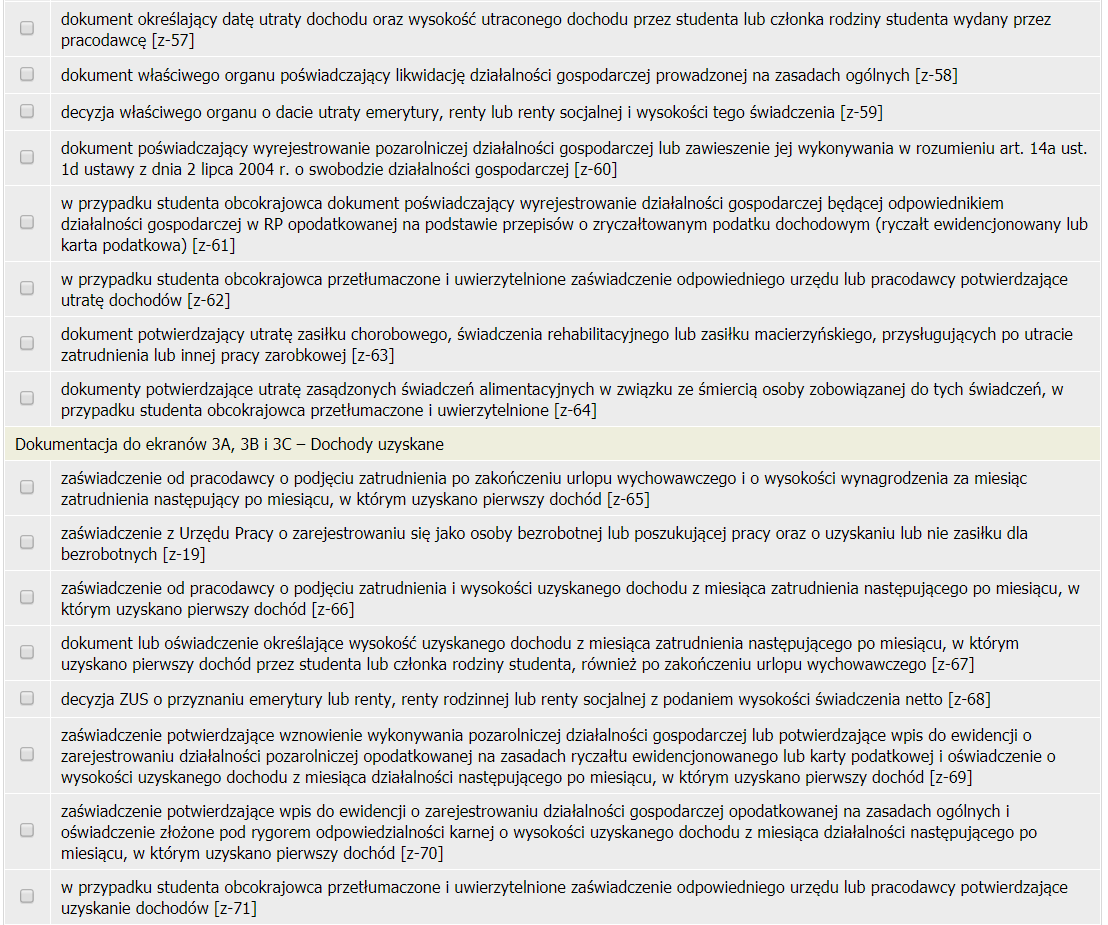 dokument określający datę utraty dochodu oraz wysokość utraconego dochodu przez studenta lub członka rodziny studenta wydany przez
pracodawcę [z-57]
dokument właściwego organu poświadczający likwidację działalności gospodarczej prowadzonej na zasadach ogólnych [z-58]
decyzja właściwego organu o dacie utraty emerytury, renty lub renty socjalnej i wysokości tego świadczenia [z-59]
dokument poświadczający wyrejestrowanie pozarolniczej działalności gospodarczej lub zawieszenie jej wykonywania w rozumieniu art. 14a ust.
1d ustawy z dnia 2 lipca 2004 r. o swobodzie działalności gospodarczej [z-60]
w przypadku studenta obcokrajowca dokument poświadczający wyrejestrowanie działalności gospodarczej będącej odpowiednikiem
działalności gospodarczej w RP opodatkowanej na podstawie przepisów o zryczałtowanym podatku dochodowym (ryczałt ewidencjonowany lub
karta podatkowa) [z-61]
w przypadku studenta obcokrajowca przetłumaczone i uwierzytelnione zaświadczenie odpowiedniego urzędu lub pracodawcy potwierdzające
utratę dochodów [z-62]
dokument potwierdzający utratę zasiłku chorobowego, świadczenia rehabilitacyjnego lub zasiłku macierzyńskiego, przysługujących po utracie
zatrudnienia lub innej pracy zarobkowej [z-63]
dokumenty potwierdzające utratę zasądzonych świadczeń alimentacyjnych w związku ze śmiercią osoby zobowiązanej do tych świadczeń, w
przypadku studenta obcokrajowca przetłumaczone i uwierzytelnione [z-64]
Dokumentacja do ekranów 3A, 3B i 3C – Dochody uzyskane
zaświadczenie od pracodawcy o podjęciu zatrudnienia po zakończeniu urlopu wychowawczego i o wysokości wynagrodzenia za miesiąc
zatrudnienia następujący po miesiącu, w którym uzyskano pierwszy dochód [z-65]
zaświadczenie z Urzędu Pracy o zarejestrowaniu się jako osoby bezrobotnej lub poszukującej pracy oraz o uzyskaniu lub nie zasiłku dla
bezrobotnych [z-19]
zaświadczenie od pracodawcy o podjęciu zatrudnienia i wysokości uzyskanego dochodu z miesiąca zatrudnienia następującego po miesiącu, w
którym uzyskano pierwszy dochód [z-66]
dokument lub oświadczenie określające wysokość uzyskanego dochodu z miesiąca zatrudnienia następującego po miesiącu, w którym
uzyskano pierwszy dochód przez studenta lub członka rodziny studenta, również po zakończeniu urlopu wychowawczego [z-67]
decyzja ZUS o przyznaniu emerytury lub renty, renty rodzinnej lub renty socjalnej z podaniem wysokości świadczenia netto [z-68]
zaświadczenie potwierdzające wznowienie wykonywania pozarolniczej działalności gospodarczej lub potwierdzające wpis do ewidencji o
zarejestrowaniu działalności pozarolniczej opodatkowanej na zasadach ryczałtu ewidencjonowanego lub karty podatkowej i oświadczenie o
wysokości uzyskanego dochodu z miesiąca działalności następującego po miesiącu, w którym uzyskano pierwszy dochód [z-69]
zaświadczenie potwierdzające wpis do ewidencji o zarejestrowaniu działalności gospodarczej opodatkowanej na zasadach ogólnych i
oświadczenie złożone pod rygorem odpowiedzialności karnej o wysokości uzyskanego dochodu z miesiąca działalności następującego po
miesiącu, w którym uzyskano pierwszy dochód [z-70]
w przypadku studenta obcokrajowca przetłumaczone i uwierzytelnione zaświadczenie odpowiedniego urzędu lub pracodawcy potwierdzające
uzyskanie dochodów [z-71]